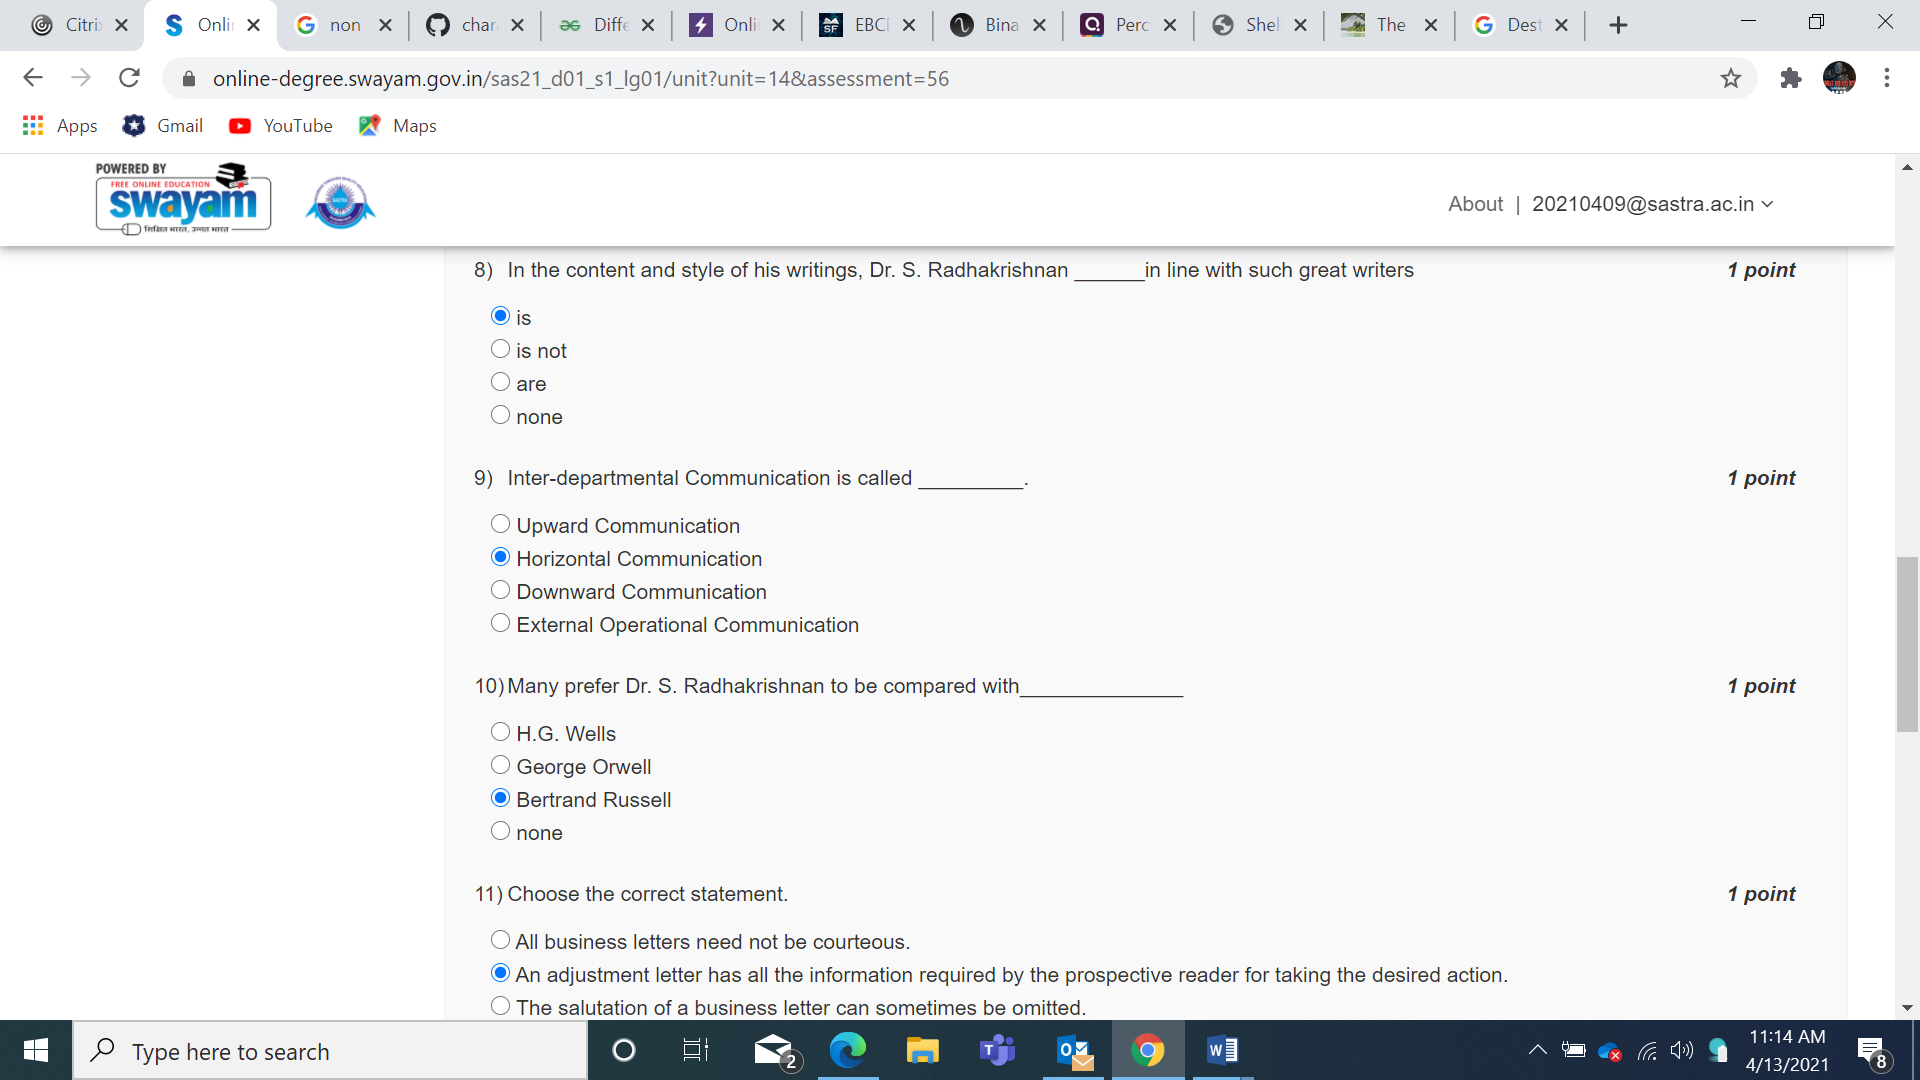 Citri
Onli
non
char
Diffe
Onli
EBCI
Bina
Perc
Shel
The
Dest
online-degree.swayam.gov.in/sas21_d01_s1_lg01/unit?unit=14&assessment=56
Apps
Gmail
YouTube
Maps
POWERED BY
FREE ONLINE EDUCATION
swayam
शिक्षित भारत, उन्नत भारत
About | 20210409@sastra.ac.in
8) In the content and style of his writings, Dr. S. Radhakrishnan ______in line with such great writers
1 point
is
is not
are
none
9) Inter-departmental Communication is called _________.
1 point
Upward Communication
Horizontal Communication
Downward Communication
External Operational Communication
10) Many prefer Dr. S. Radhakrishnan to be compared with______________
1 point
H.G. Wells
George Orwell
Bertrand Russell
none
11) Choose the correct statement.
1 point
All business letters need not be courteous.
An adjustment letter has all the information required by the prospective reader for taking the desired action.
The salutation of a business letter can sometimes be omitted.
Type here to search
2
11:14 AM
4/13/2021
8